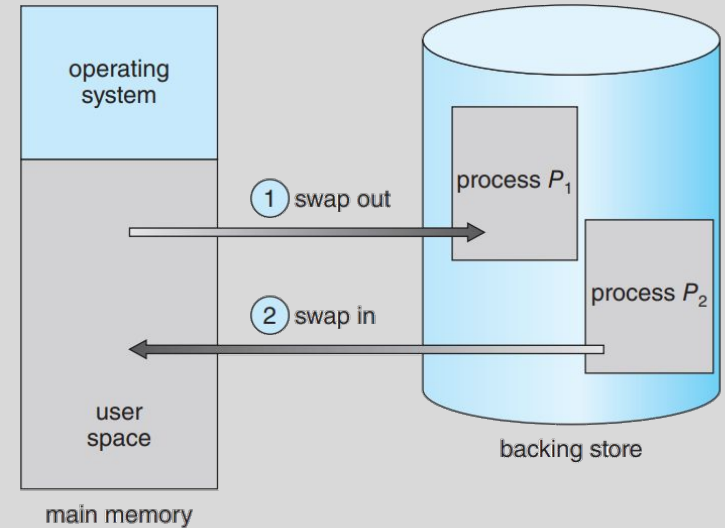 operating
system
process P₁
1 swap out
process P₂
2 swap in
user
space
backing store
main memory